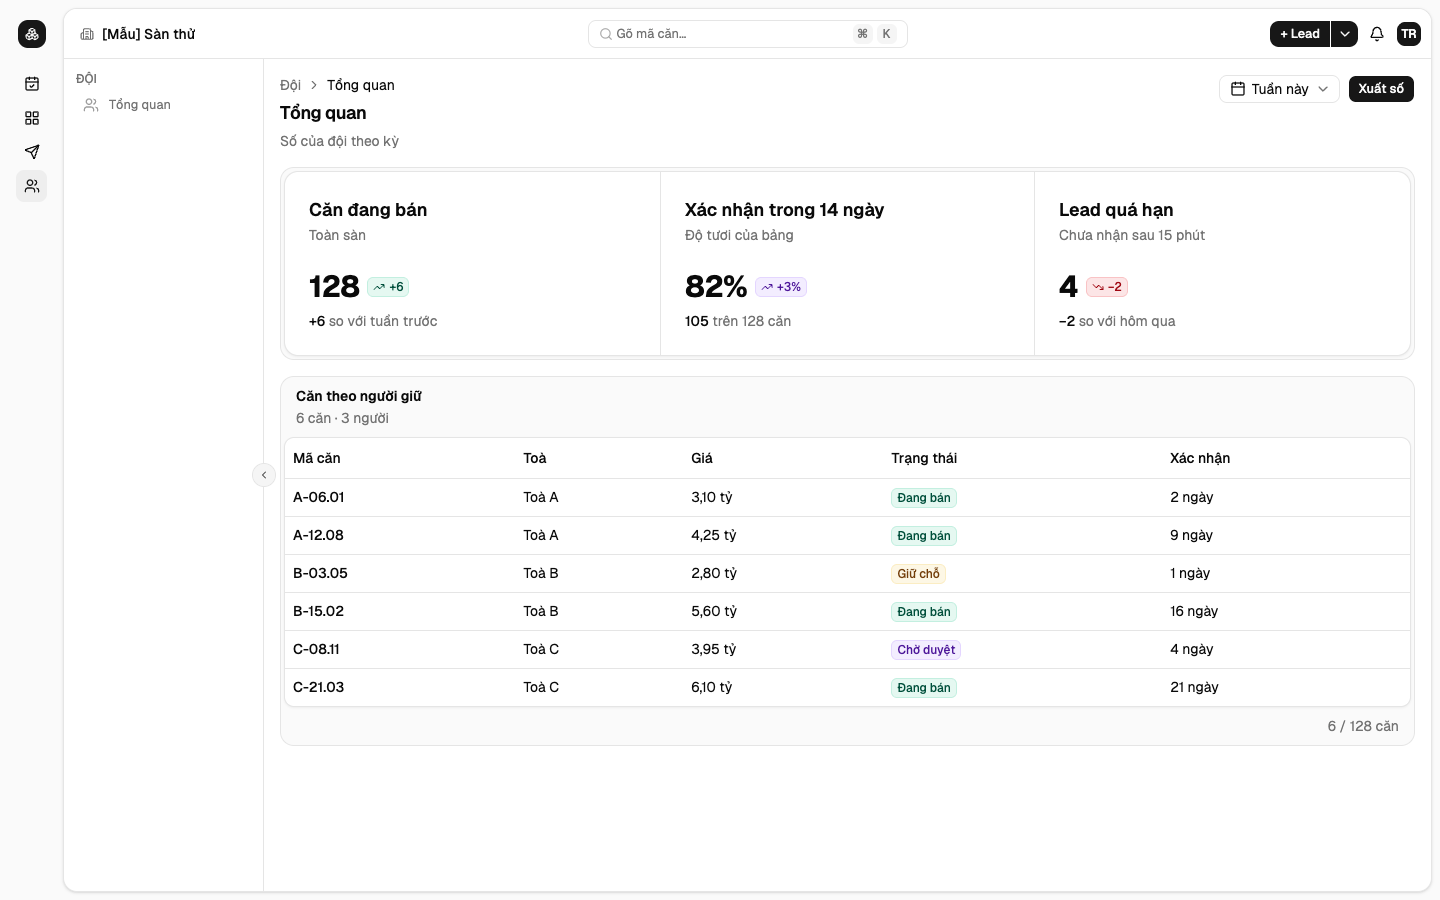 [Mẫu] Sàn thử
Gõ mã căn...
⌘ K
+ Lead
TR
ĐỘI
Tổng quan
Đội > Tổng quan
Tổng quan
Số của đội theo kỳ
Tuần này
Xuất số
Căn đang bán
Toàn sàn
128 +6
+6 so với tuần trước
Xác nhận trong 14 ngày
Độ tươi của bảng
82% +3%
105 trên 128 căn
Lead quá hạn
Chưa nhận sau 15 phút
4 −2
−2 so với hôm qua
Căn theo người giữ
6 căn · 3 người
Mã căn Toà Giá Trạng thái Xác nhận
A-06.01 Toà A 3,10 tỷ Đang bán 2 ngày
A-12.08 Toà A 4,25 tỷ Đang bán 9 ngày
B-03.05 Toà B 2,80 tỷ Giữ chỗ 1 ngày
B-15.02 Toà B 5,60 tỷ Đang bán 16 ngày
C-08.11 Toà C 3,95 tỷ Chờ duyệt 4 ngày
C-21.03 Toà C 6,10 tỷ Đang bán 21 ngày
6 / 128 căn